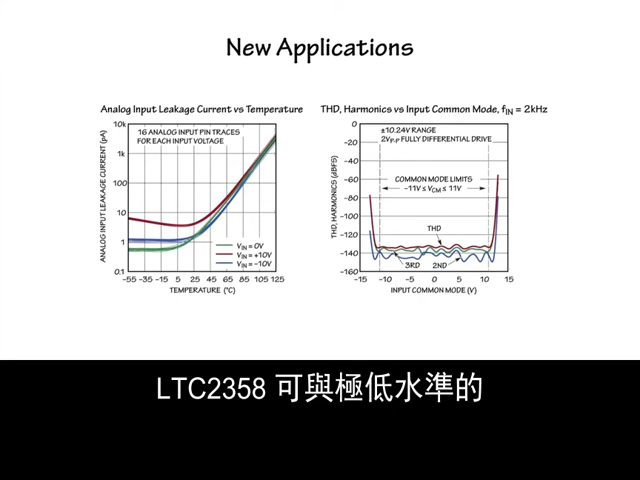 New Applications
Analog Input Leakage Current vs Temperature
10k
1k
100
10
1
0.1
ANALOG INPUT LEAKAGE CURRENT (pA)
16 ANALOG INPUT PIN TRACES
FOR EACH INPUT VOLTAGE
VIN = 0V
VIN = +10V
VIN = −10V
−55 −35 −15 5 25 45 65 85 105 125
TEMPERATURE (°C)
THD, Harmonics vs Input Common Mode, fIN = 2kHz
0
−20
−40
−60
−80
−100
−120
−140
−160
THD, HARMONICS (dBFS)
±10.24V RANGE
2VP-P FULLY DIFFERENTIAL DRIVE
COMMON MODE LIMITS
−11V ≤ VCM ≤ 11V
THD
3RD 2ND
−15 −10 −5 0 5 10 15
INPUT COMMON MODE (V)
LTC2358 可與極低水準的